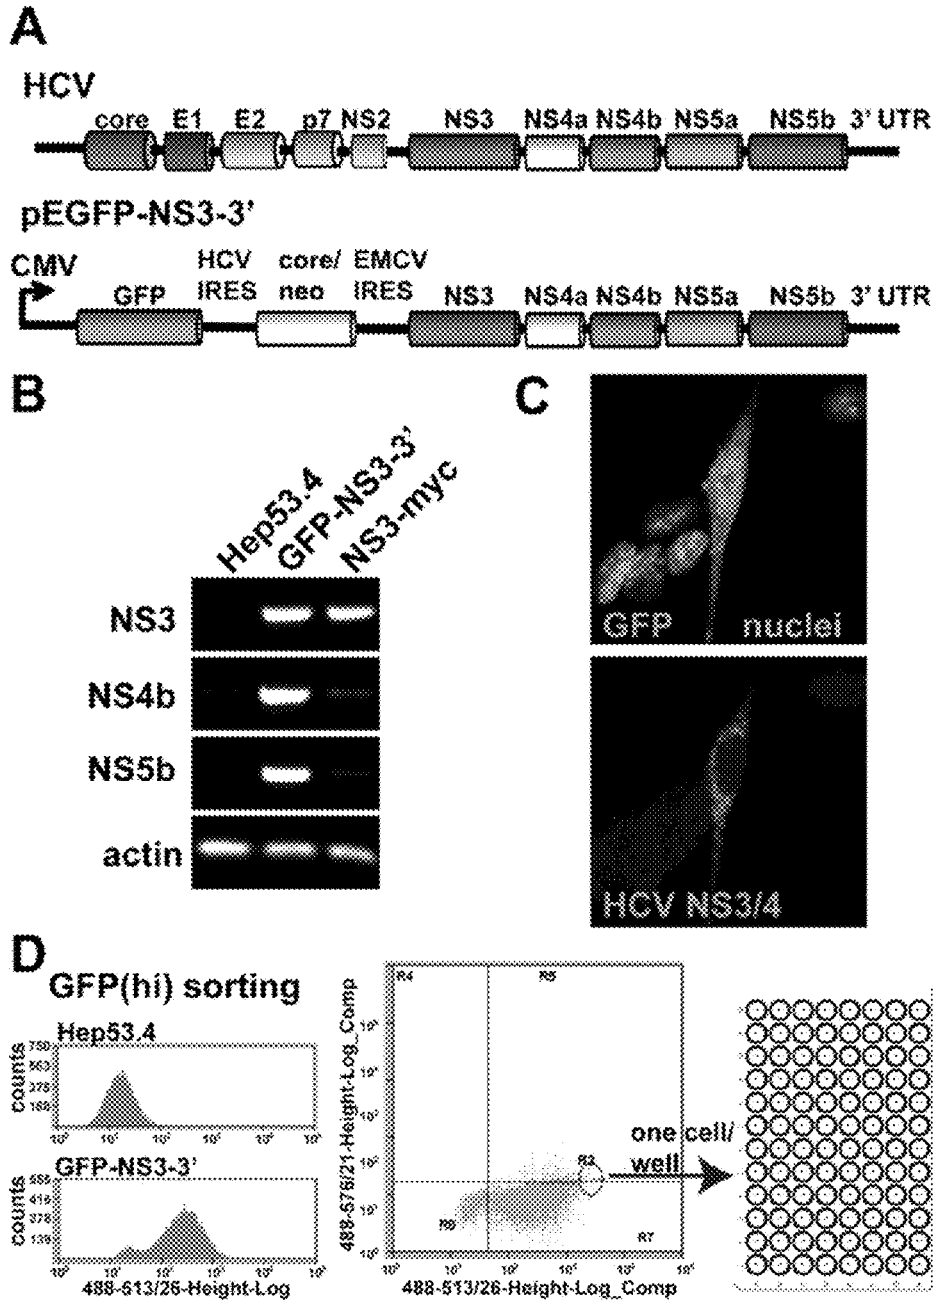 A
HCV
core E1 E2 p7 NS2 NS3 NS4a NS4b NS5a NS5b 3' UTR
pEGFP-NS3-3'
CMV GFP HCV IRES core/ neo EMCV IRES NS3 NS4a NS4b NS5a NS5b 3' UTR
B
Hep53.4
GFP-NS3-3'
NS3-myc
NS3
NS4b
NS5b
actin
C
GFP nuclei
HCV NS3/4
D
GFP(hi) sorting
Hep53.4
counts
GFP-NS3-3'
counts
488-513/26-Height-Log
488-576/21-Height-Log_Comp
R4
R5
R7
488-513/26-Height-Log_Comp
one cell/
well